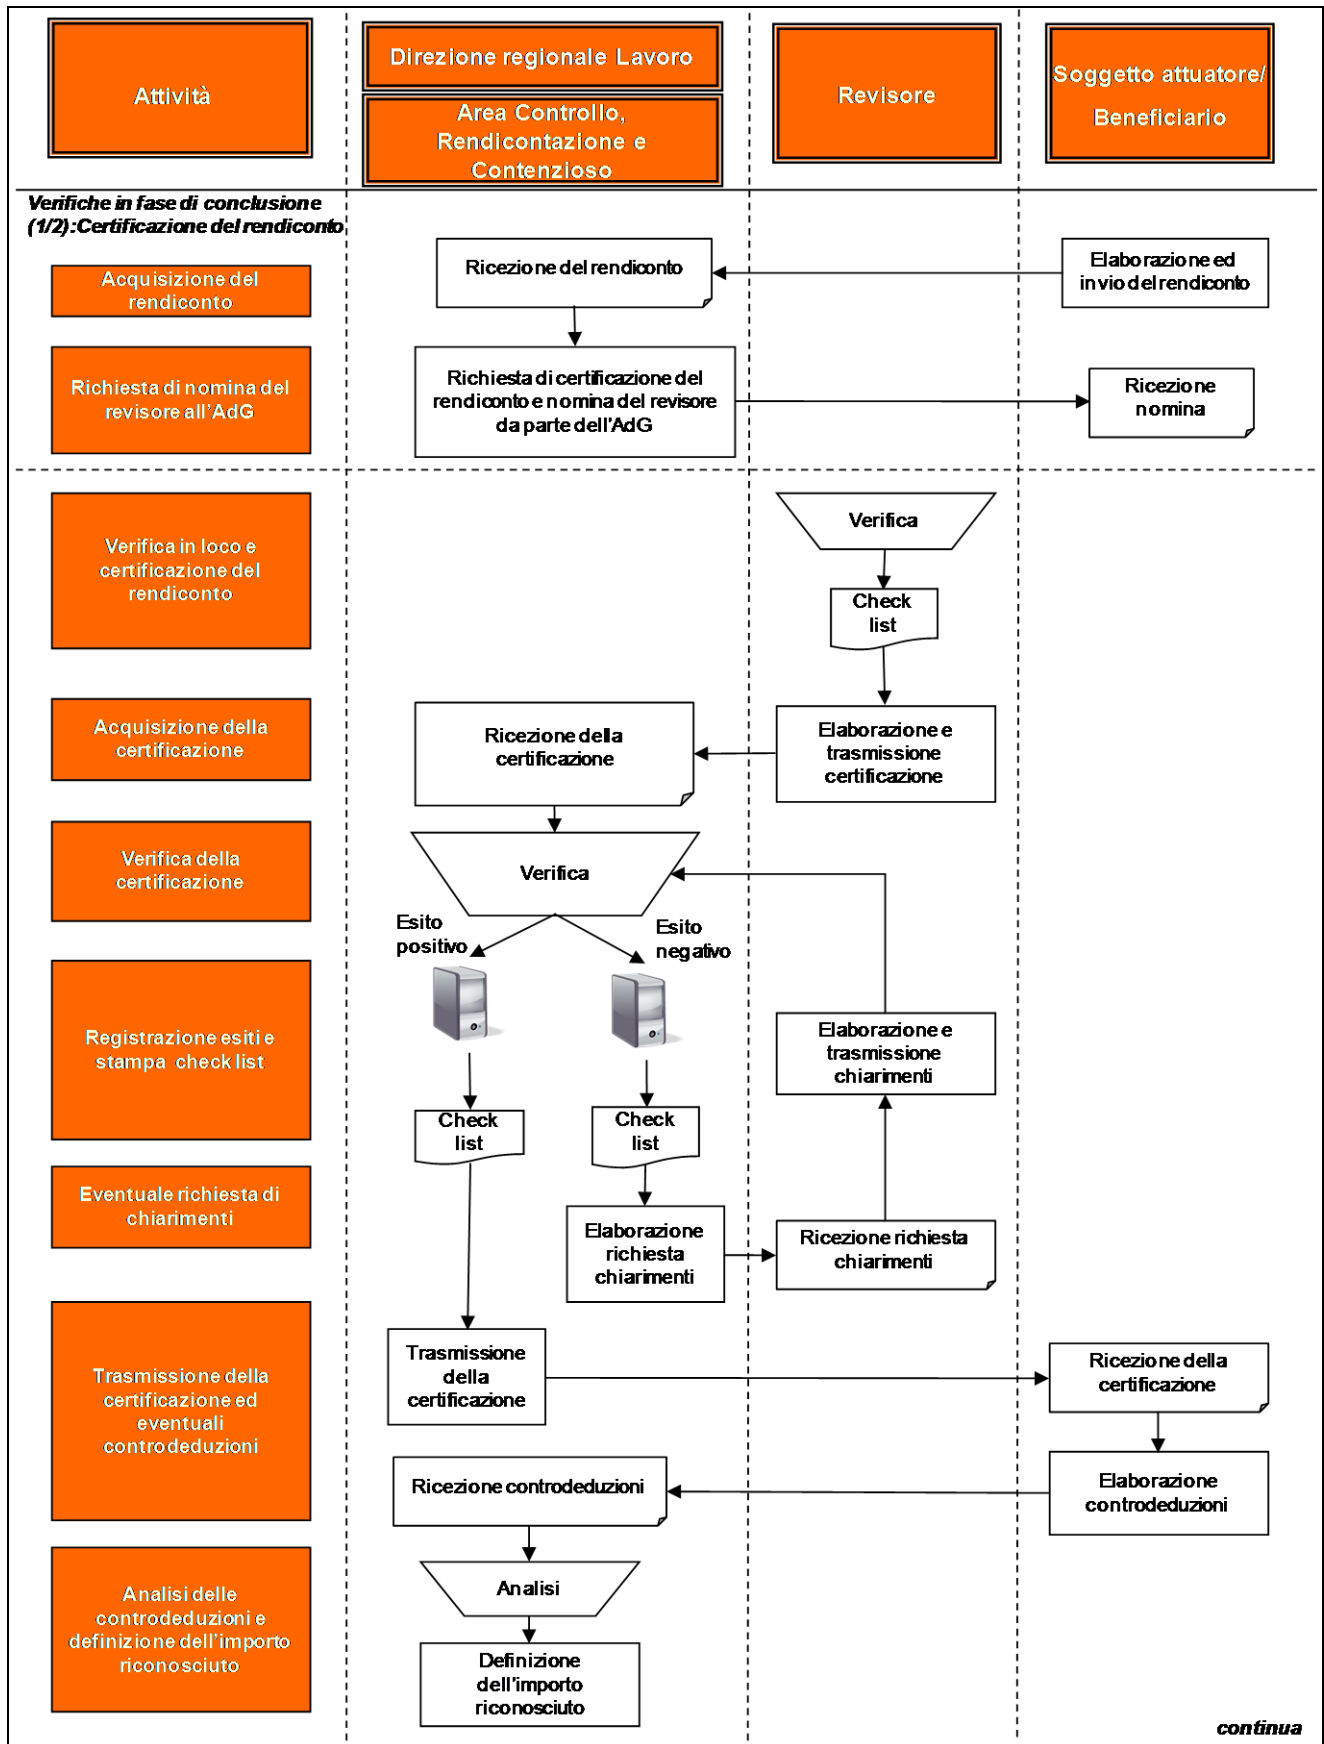 Attività
Direzione regionale Lavoro
Area Controllo,
Rendicontazione e
Contenzioso
Revisore
Soggetto attuatore/
Beneficiario
Verifiche in fase di conclusione
(1/2):Certificazione del rendiconto
Acquisizione del
rendiconto
Ricezione del rendiconto
Elaborazione ed
invio del rendiconto
Richiesta di nomina del
revisore all'AdG
Richiesta di certificazione del
rendiconto e nomina del revisore
da parte dell'AdG
Ricezione
nomina
Verifica in loco e
certificazione del
rendiconto
Verifica
Check
list
Acquisizione della
certificazione
Ricezione della
certificazione
Elaborazione e
trasmissione
certificazione
Verifica della
certificazione
Verifica
Esito
positivo
Esito
negativo
Registrazione esiti e
stampa check list
Elaborazione e
trasmissione
chiarimenti
Check
list
Check
list
Eventuale richiesta di
chiarimenti
Elaborazione
richiesta
chiarimenti
Ricezione richiesta
chiarimenti
Trasmissione della
certificazione ed
eventuali
controdeduzioni
Trasmissione
della
certificazione
Ricezione della
certificazione
Ricezione controdeduzioni
Elaborazione
controdeduzioni
Analisi delle
controdeduzioni e
definizione dell'importo
riconosciuto
Analisi
Definizione
dell'importo
riconosciuto
continua